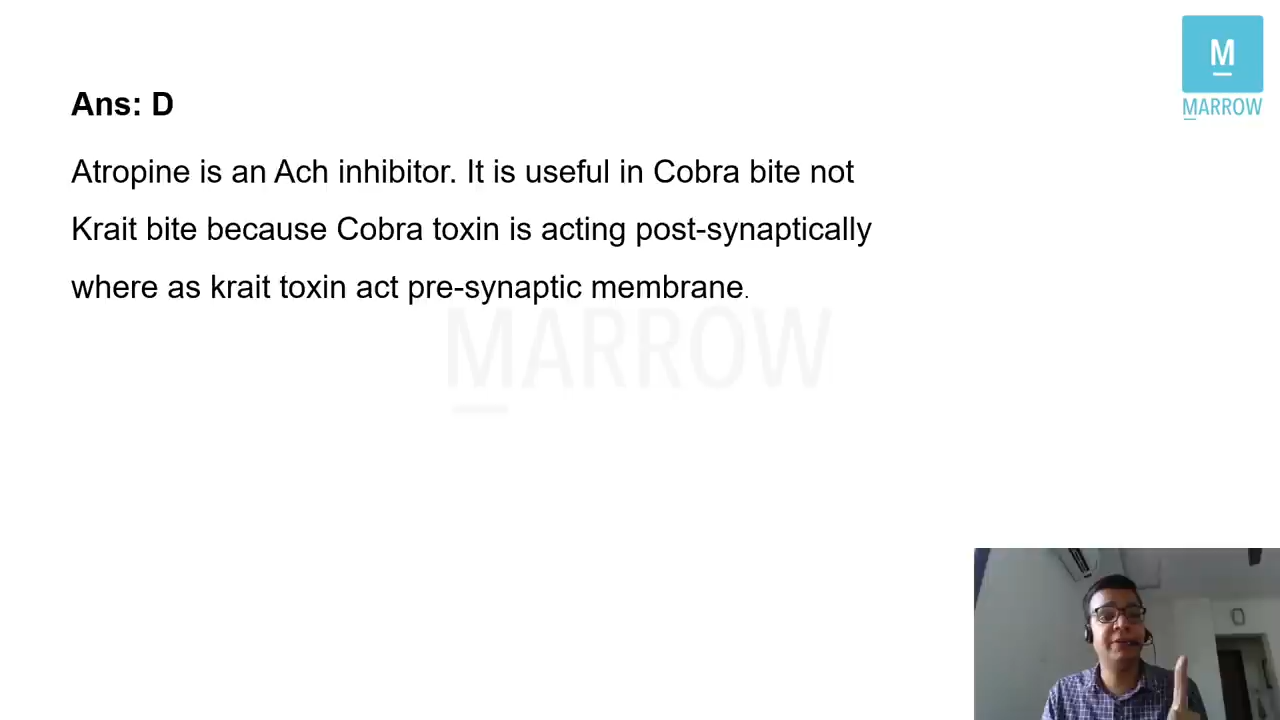 M
MARROW
Ans: D
Atropine is an Ach inhibitor. It is useful in Cobra bite not
Krait bite because Cobra toxin is acting post-synaptically
where as krait toxin act pre-synaptic membrane.
MARROW